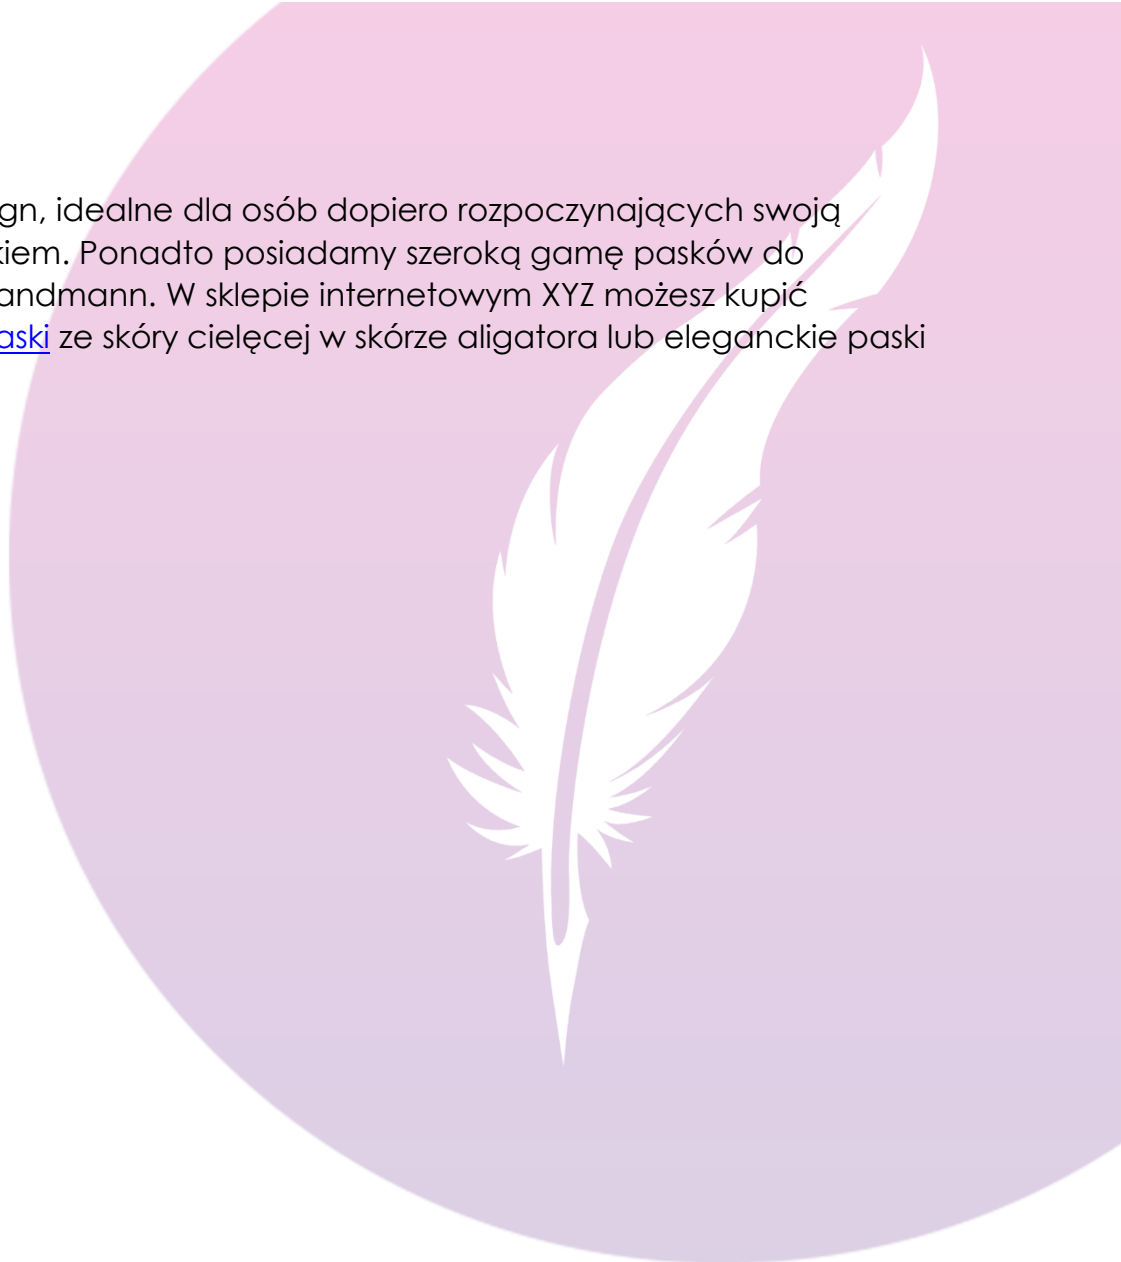 gn, idealne dla osób dopiero rozpoczynających swoją
kiem. Ponadto posiadamy szeroką gamę pasków do
andmann. W sklepie internetowym XYZ możesz kupić
aski ze skóry cielęcej w skórze aligatora lub eleganckie paski